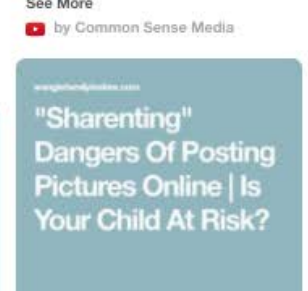 See More
by Common Sense Media
"Sharenting"
Dangers Of Posting
Pictures Online | Is
Your Child At Risk?